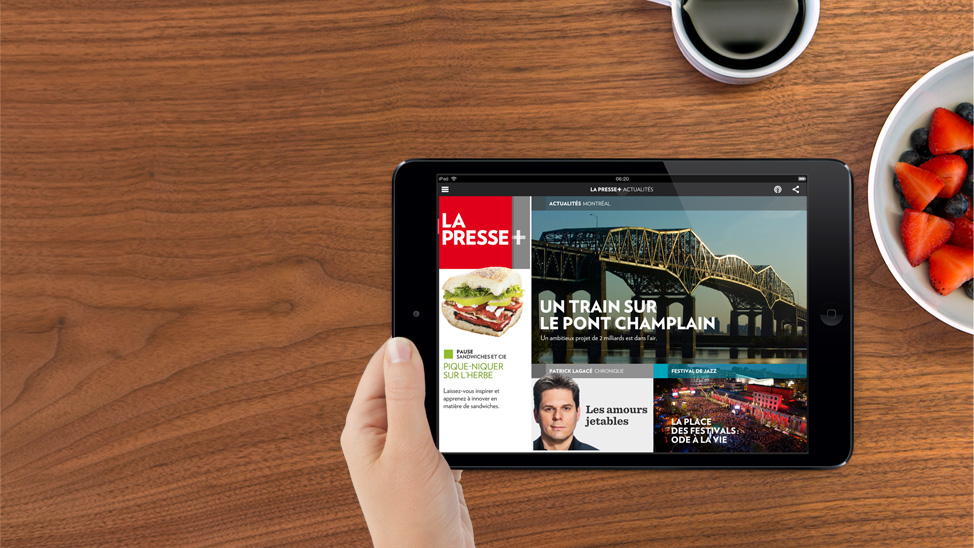 iPad 06:20
LA PRESSE+ ACTUALITÉS
LA
PRESSE+
ACTUALITÉS MONTRÉAL
UN TRAIN SUR
LE PONT CHAMPLAIN
Un ambitieux projet de 2 milliards est dans l'air.
PAUSE
SANDWICHES ET CIE
PIQUE-NIQUER
SUR L'HERBE
Laissez-vous inspirer et
apprenez à innover en
matière de sandwiches.
PATRICK LAGACÉ CHRONIQUE
Les amours
jetables
FESTIVAL DE JAZZ
LA PLACE
DES FESTIVALS :
ODE À LA VIE